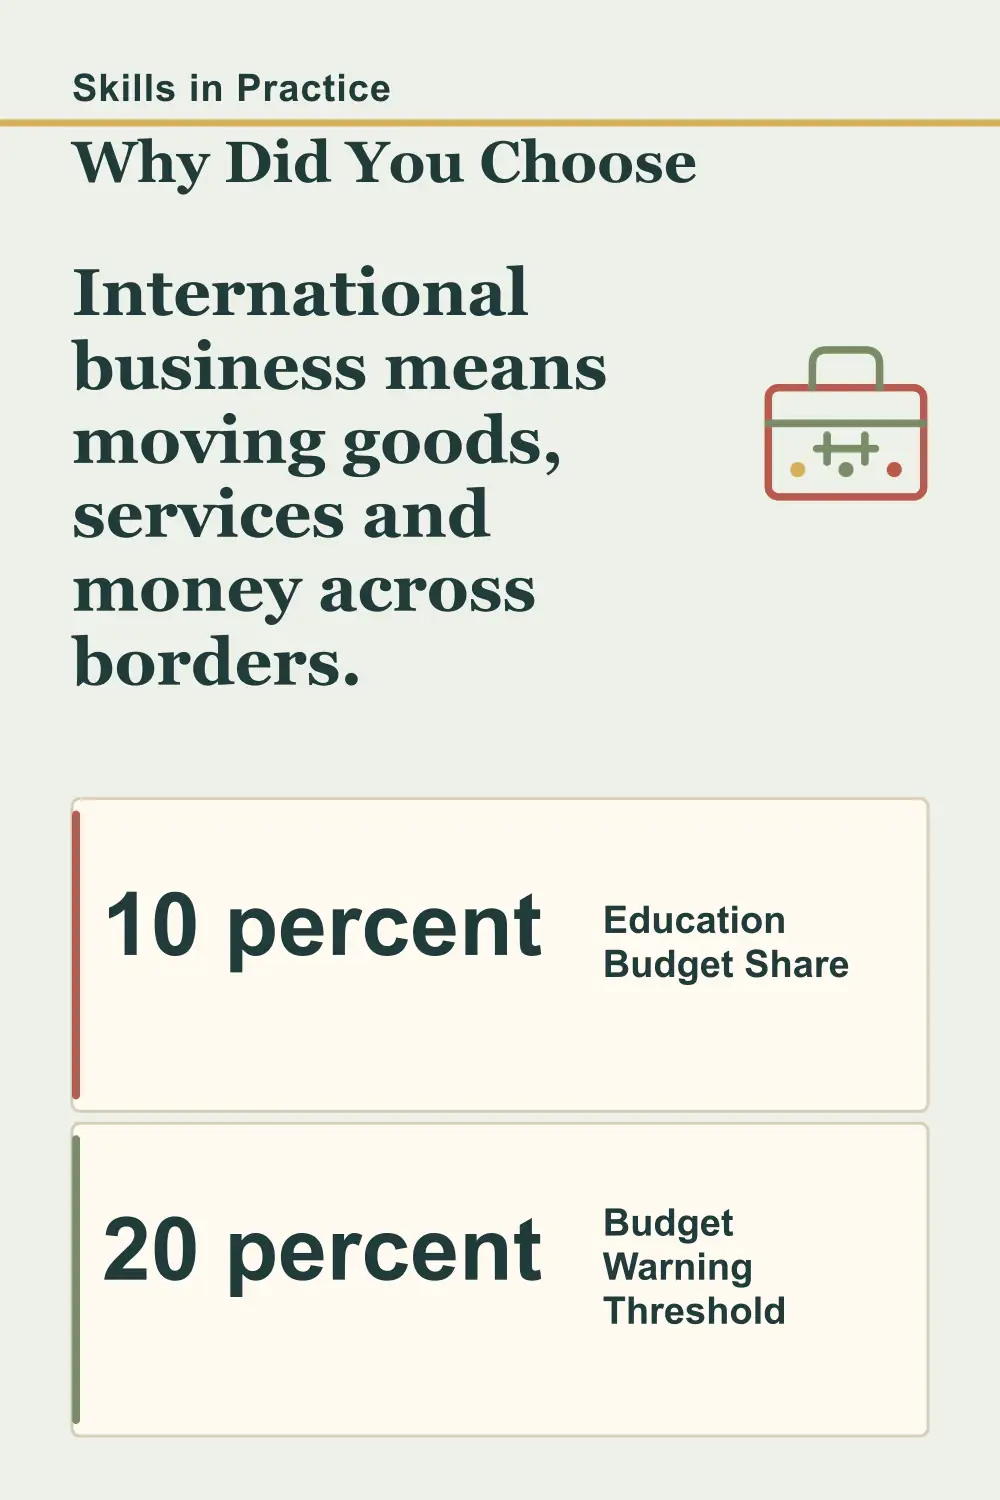 Skills in Practice
Why Did You Choose
International
business means
moving goods,
services and
money across
borders.
10 percent
Education
Budget Share
20 percent
Budget
Warning
Threshold